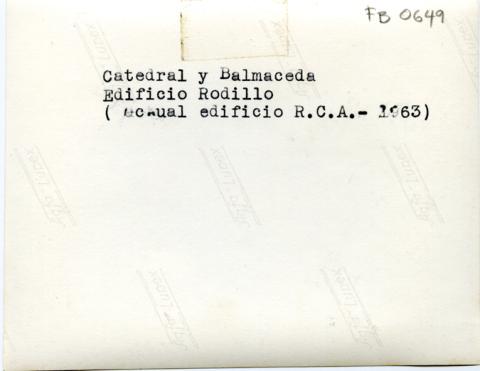 FB 0649
Catedral y Balmaceda
Edificio Rodillo
( actual edificio R.C.A.- 1963)